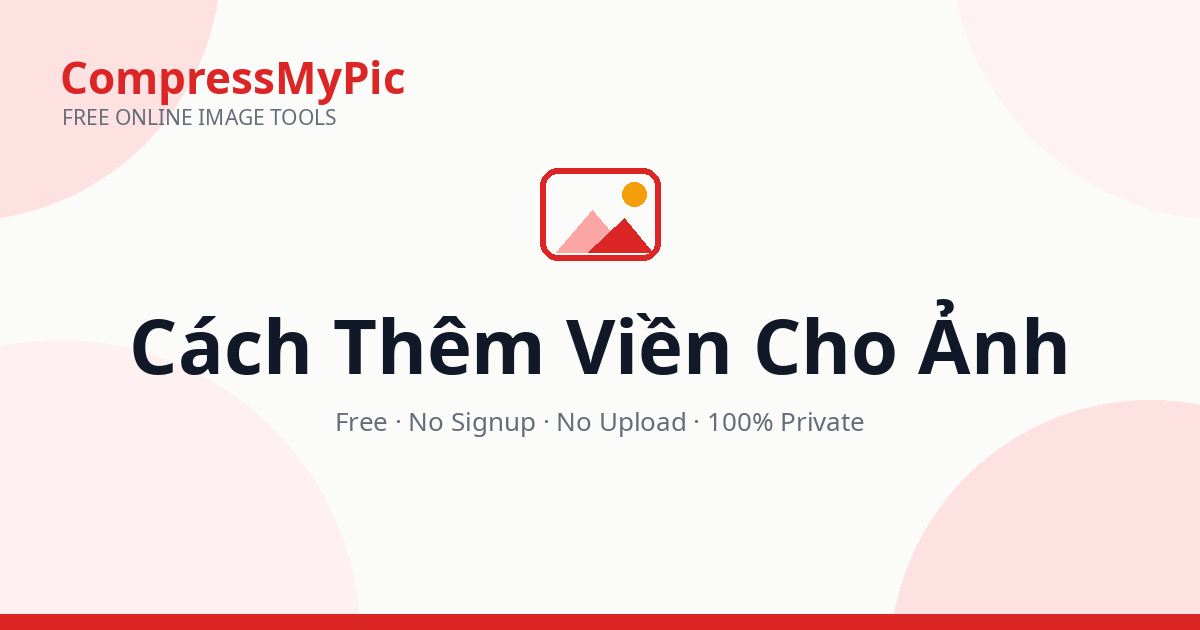 CompressMyPic
FREE ONLINE IMAGE TOOLS
Cách Thêm Viền Cho Ảnh
Free · No Signup · No Upload · 100% Private